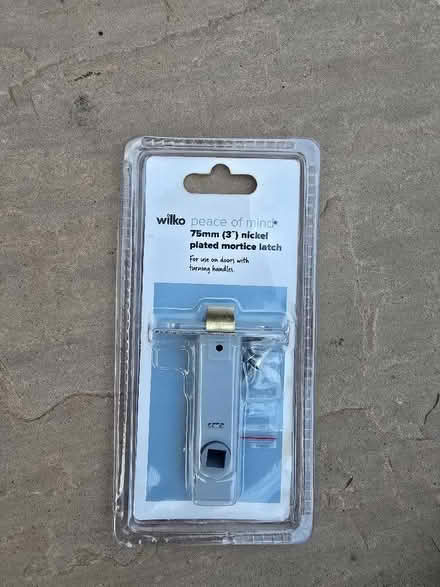 wilko peace of mind*
75mm (3") nickel
plated mortice latch
For use on doors with
turning handles.